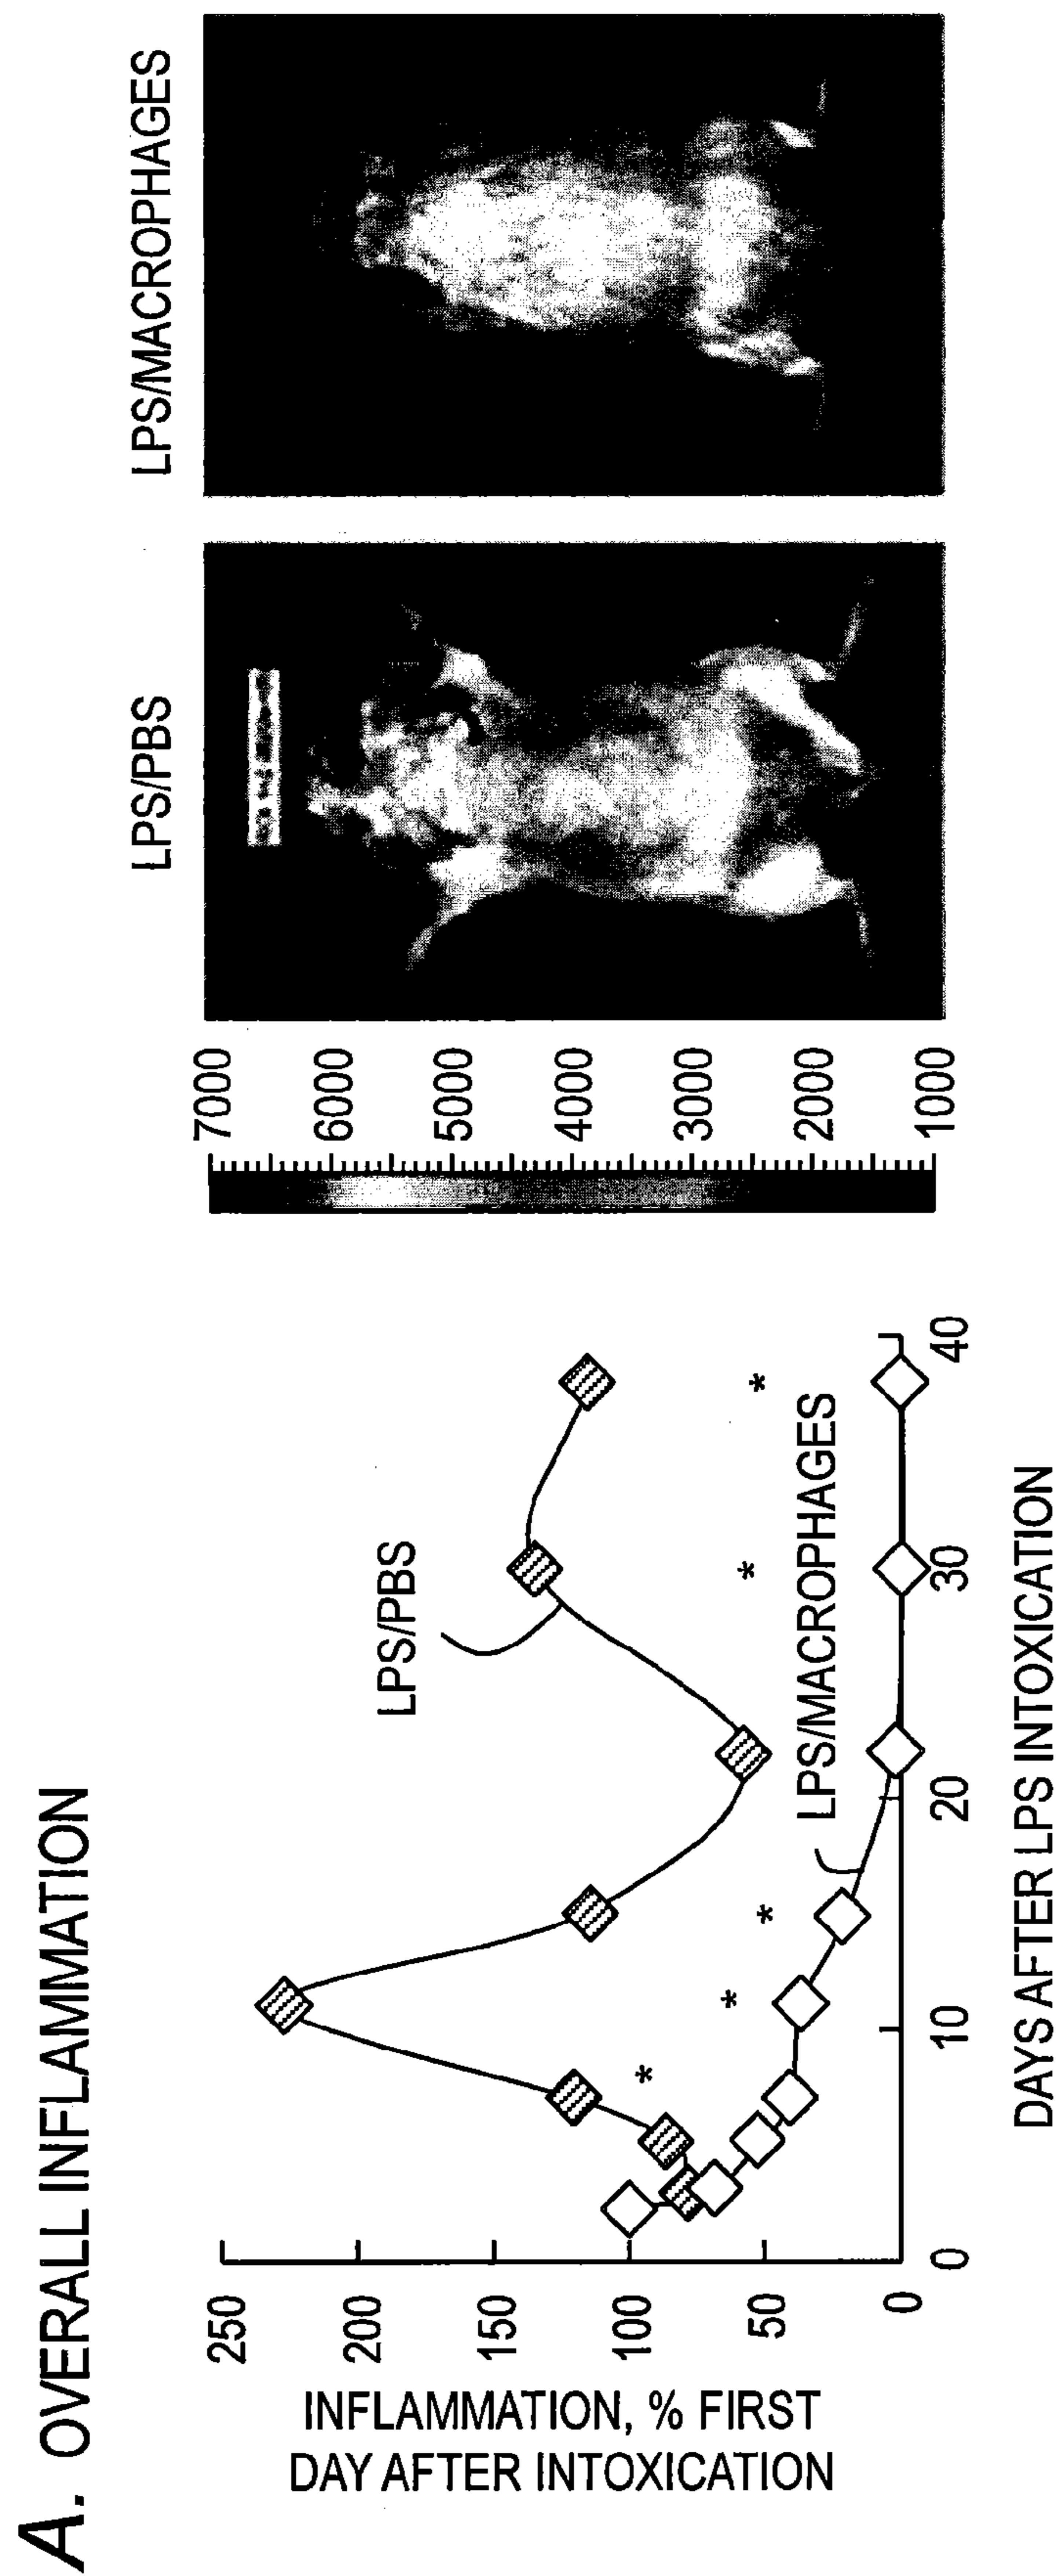 A. OVERALL INFLAMMATION
INFLAMMATION, % FIRST
DAY AFTER INTOXICATION
250
200
150
100
50
0
LPS/PBS
*
*
*
*
*
LPS/MACROPHAGES
0
10
20
30
40
DAYS AFTER LPS INTOXICATION
7000
6000
5000
4000
3000
2000
1000
LPS/PBS
LPS/MACROPHAGES